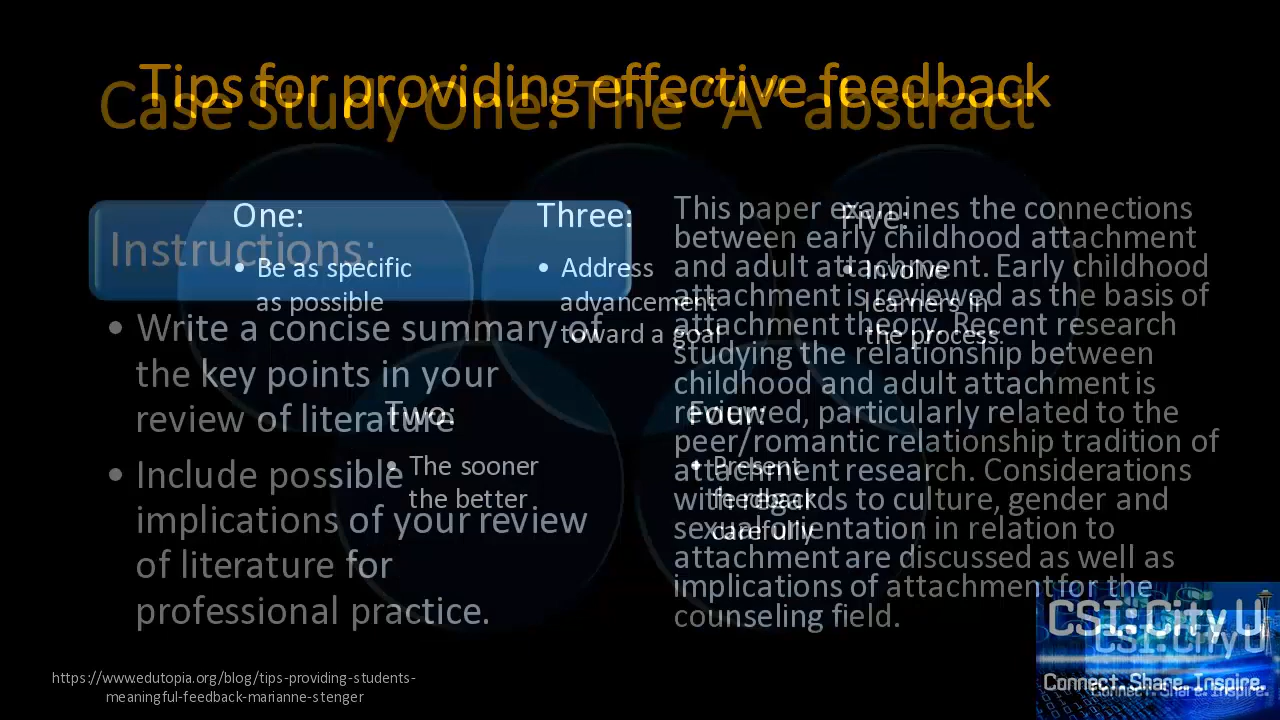 Tips for providing effective feedback
Case Study One: The “A” abstract
One:
• Be as specific
as possible
Three:
• Address
advancement
toward a goal
Five:
• Involve
learners in
the process.
Two:
• The sooner
the better
Four:
• Present
feedback
carefully
Instructions:
• Write a concise summary of
the key points in your
review of literature
• Include possible
implications of your review
of literature for
professional practice.
This paper examines the connections
between early childhood attachment
and adult attachment. Early childhood
attachment is reviewed as the basis of
attachment theory. Recent research
studying the relationship between
childhood and adult attachment is
reviewed, particularly related to the
peer/romantic relationship tradition of
attachment research. Considerations
with regards to culture, gender and
sexual orientation in relation to
attachment are discussed as well as
implications of attachment for the
counseling field.
https://www.edutopia.org/blog/tips-providing-students-
meaningful-feedback-marianne-stenger
CSI:City U
CSI:City U
Connect.Share.Inspire.
Connect.Share.Inspire.